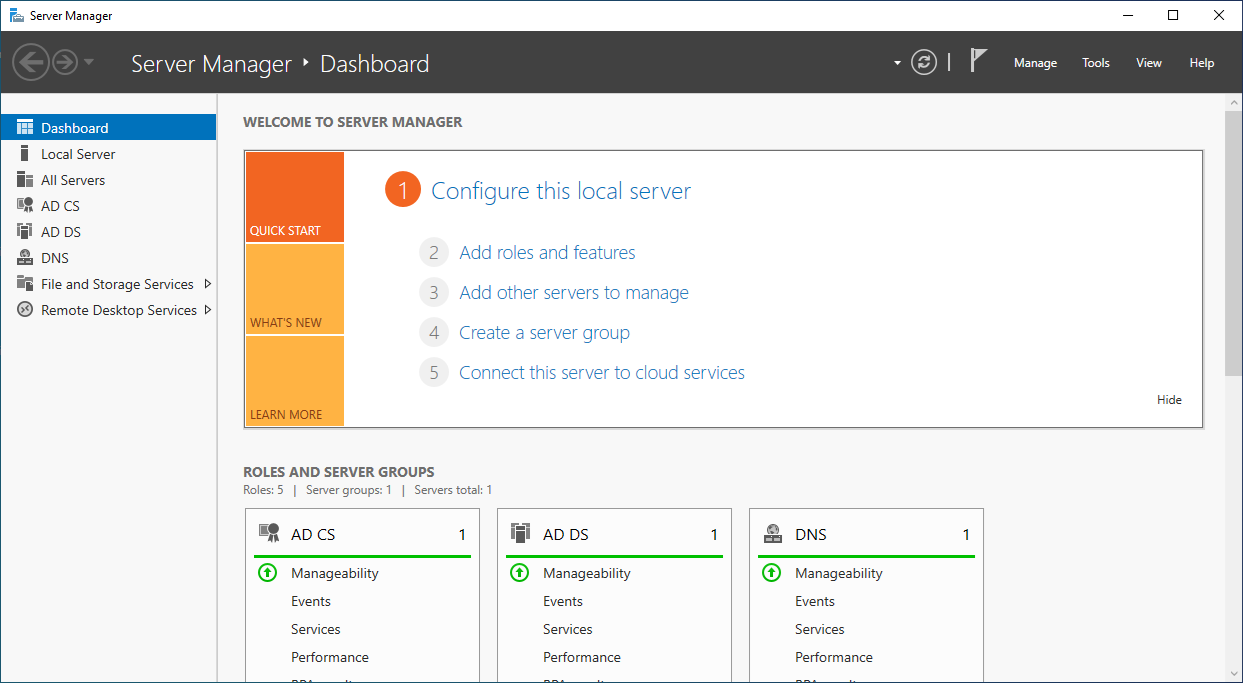 Server Manager
Server Manager ‣ Dashboard
Manage Tools View Help
Dashboard
Local Server
All Servers
AD CS
AD DS
DNS
File and Storage Services
Remote Desktop Services
WELCOME TO SERVER MANAGER
QUICK START
WHAT'S NEW
LEARN MORE
1 Configure this local server
2 Add roles and features
3 Add other servers to manage
4 Create a server group
5 Connect this server to cloud services
Hide
ROLES AND SERVER GROUPS
Roles: 5 | Server groups: 1 | Servers total: 1
AD CS 1
Manageability
Events
Services
Performance
AD DS 1
Manageability
Events
Services
Performance
DNS 1
Manageability
Events
Services
Performance